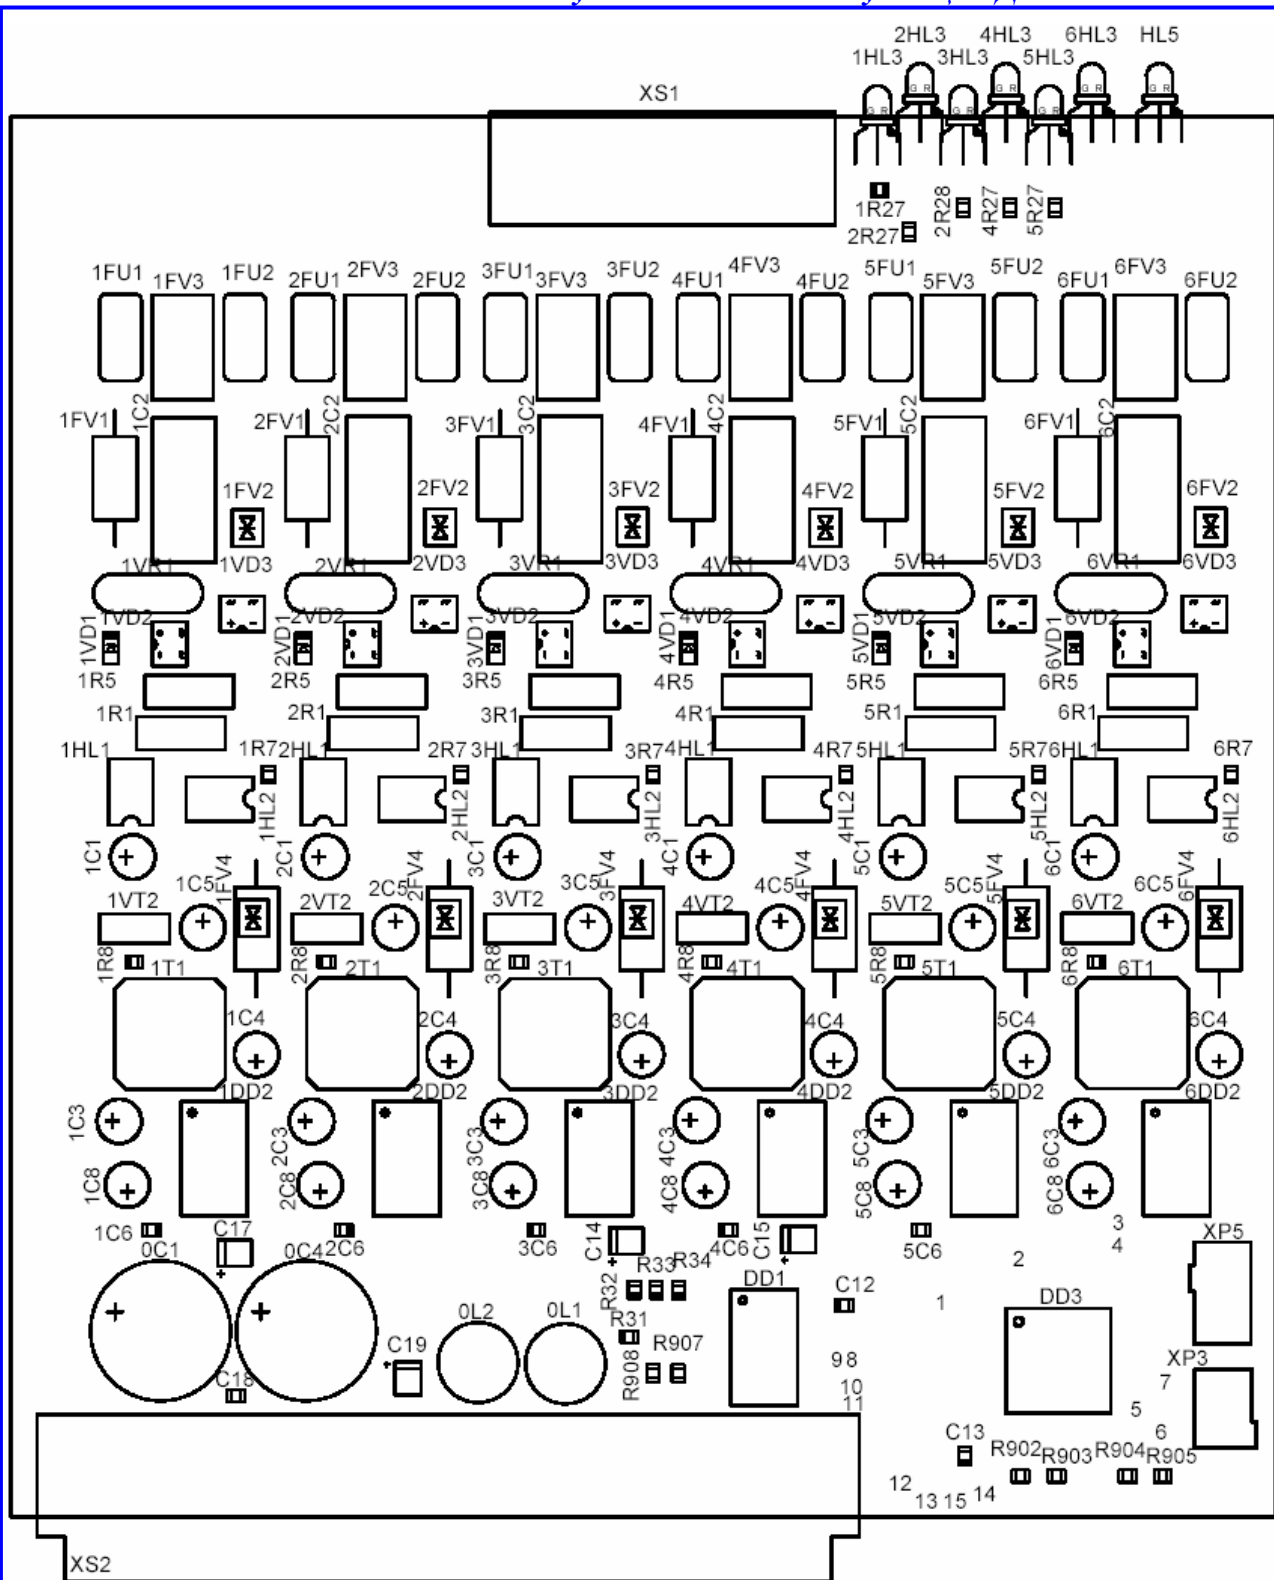 2HL3 4HL3 6HL3 HL5
1HL3 3HL3 5HL3
XS1
G R G R G R
G R G R G R
1R27 2R28 4R27 5R27
2R27
1FU1 1FV3 1FU2 2FU1 2FV3 2FU2 3FU1 3FV3 3FU2 4FU1 4FV3 4FU2 5FU1 5FV3 5FU2 6FU1 6FV3 6FU2
1FV1 1C2 2FV1 2C2 3FV1 3C2 4FV1 4C2 5FV1 5C2 6FV1 6C2
1FV2 2FV2 3FV2 4FV2 5FV2 6FV2
1VR1 1VD3 2VR1 2VD3 3VR1 3VD3 4VR1 4VD3 5VR1 5VD3 6VR1 6VD3
1VD1 1VD2 2VD1 2VD2 3VD1 3VD2 4VD1 4VD2 5VD1 5VD2 6VD1 6VD2
1R5 2R5 3R5 4R5 5R5 6R5
1R1 2R1 3R1 4R1 5R1 6R1
1HL1 1R7 2HL1 2R7 3HL1 3R7 4HL1 4R7 5HL1 5R7 6HL1 6R7
1HL2 2HL2 3HL2 4HL2 5HL2 6HL2
1C1 2C1 3C1 4C1 5C1 6C1
1VT2 1C5 1FV4 2VT2 2C5 2FV4 3VT2 3C5 3FV4 4VT2 4C5 4FV4 5VT2 5C5 5FV4 6VT2 6C5 6FV4
1R8 1T1 2R8 2T1 3R8 3T1 4R8 4T1 5R8 5T1 6R8 6T1
1C4 2C4 3C4 4C4 5C4 6C4
1DD2 2DD2 3DD2 4DD2 5DD2 6DD2
1C3 2C3 3C3 4C3 5C3 6C3
1C8 2C8 3C8 4C8 5C8 6C8
1C6 C17 2C6 3C6 C14 4C6 C15 5C6 3 XP5
0C1 0C4 R33 R34 2 4
R32 DD1 C12 1 DD3
0L2 0L1 R31
C19 R908 R907 9 8 XP3
C18 10 7
11 5
C13 6
R902 R903 R904 R905
12 13 15 14
XS2